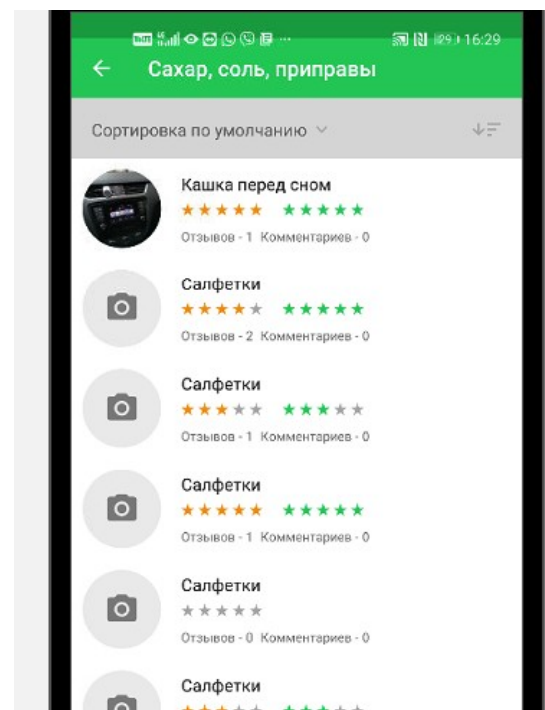 16:29
Сахар, соль, приправы
Сортировка по умолчанию
Кашка перед сном
Отзывов - 1 Комментариев - 0
Салфетки
Отзывов - 2 Комментариев - 0
Салфетки
Отзывов - 1 Комментариев - 0
Салфетки
Отзывов - 1 Комментариев - 0
Салфетки
Отзывов - 0 Комментариев - 0
Салфетки